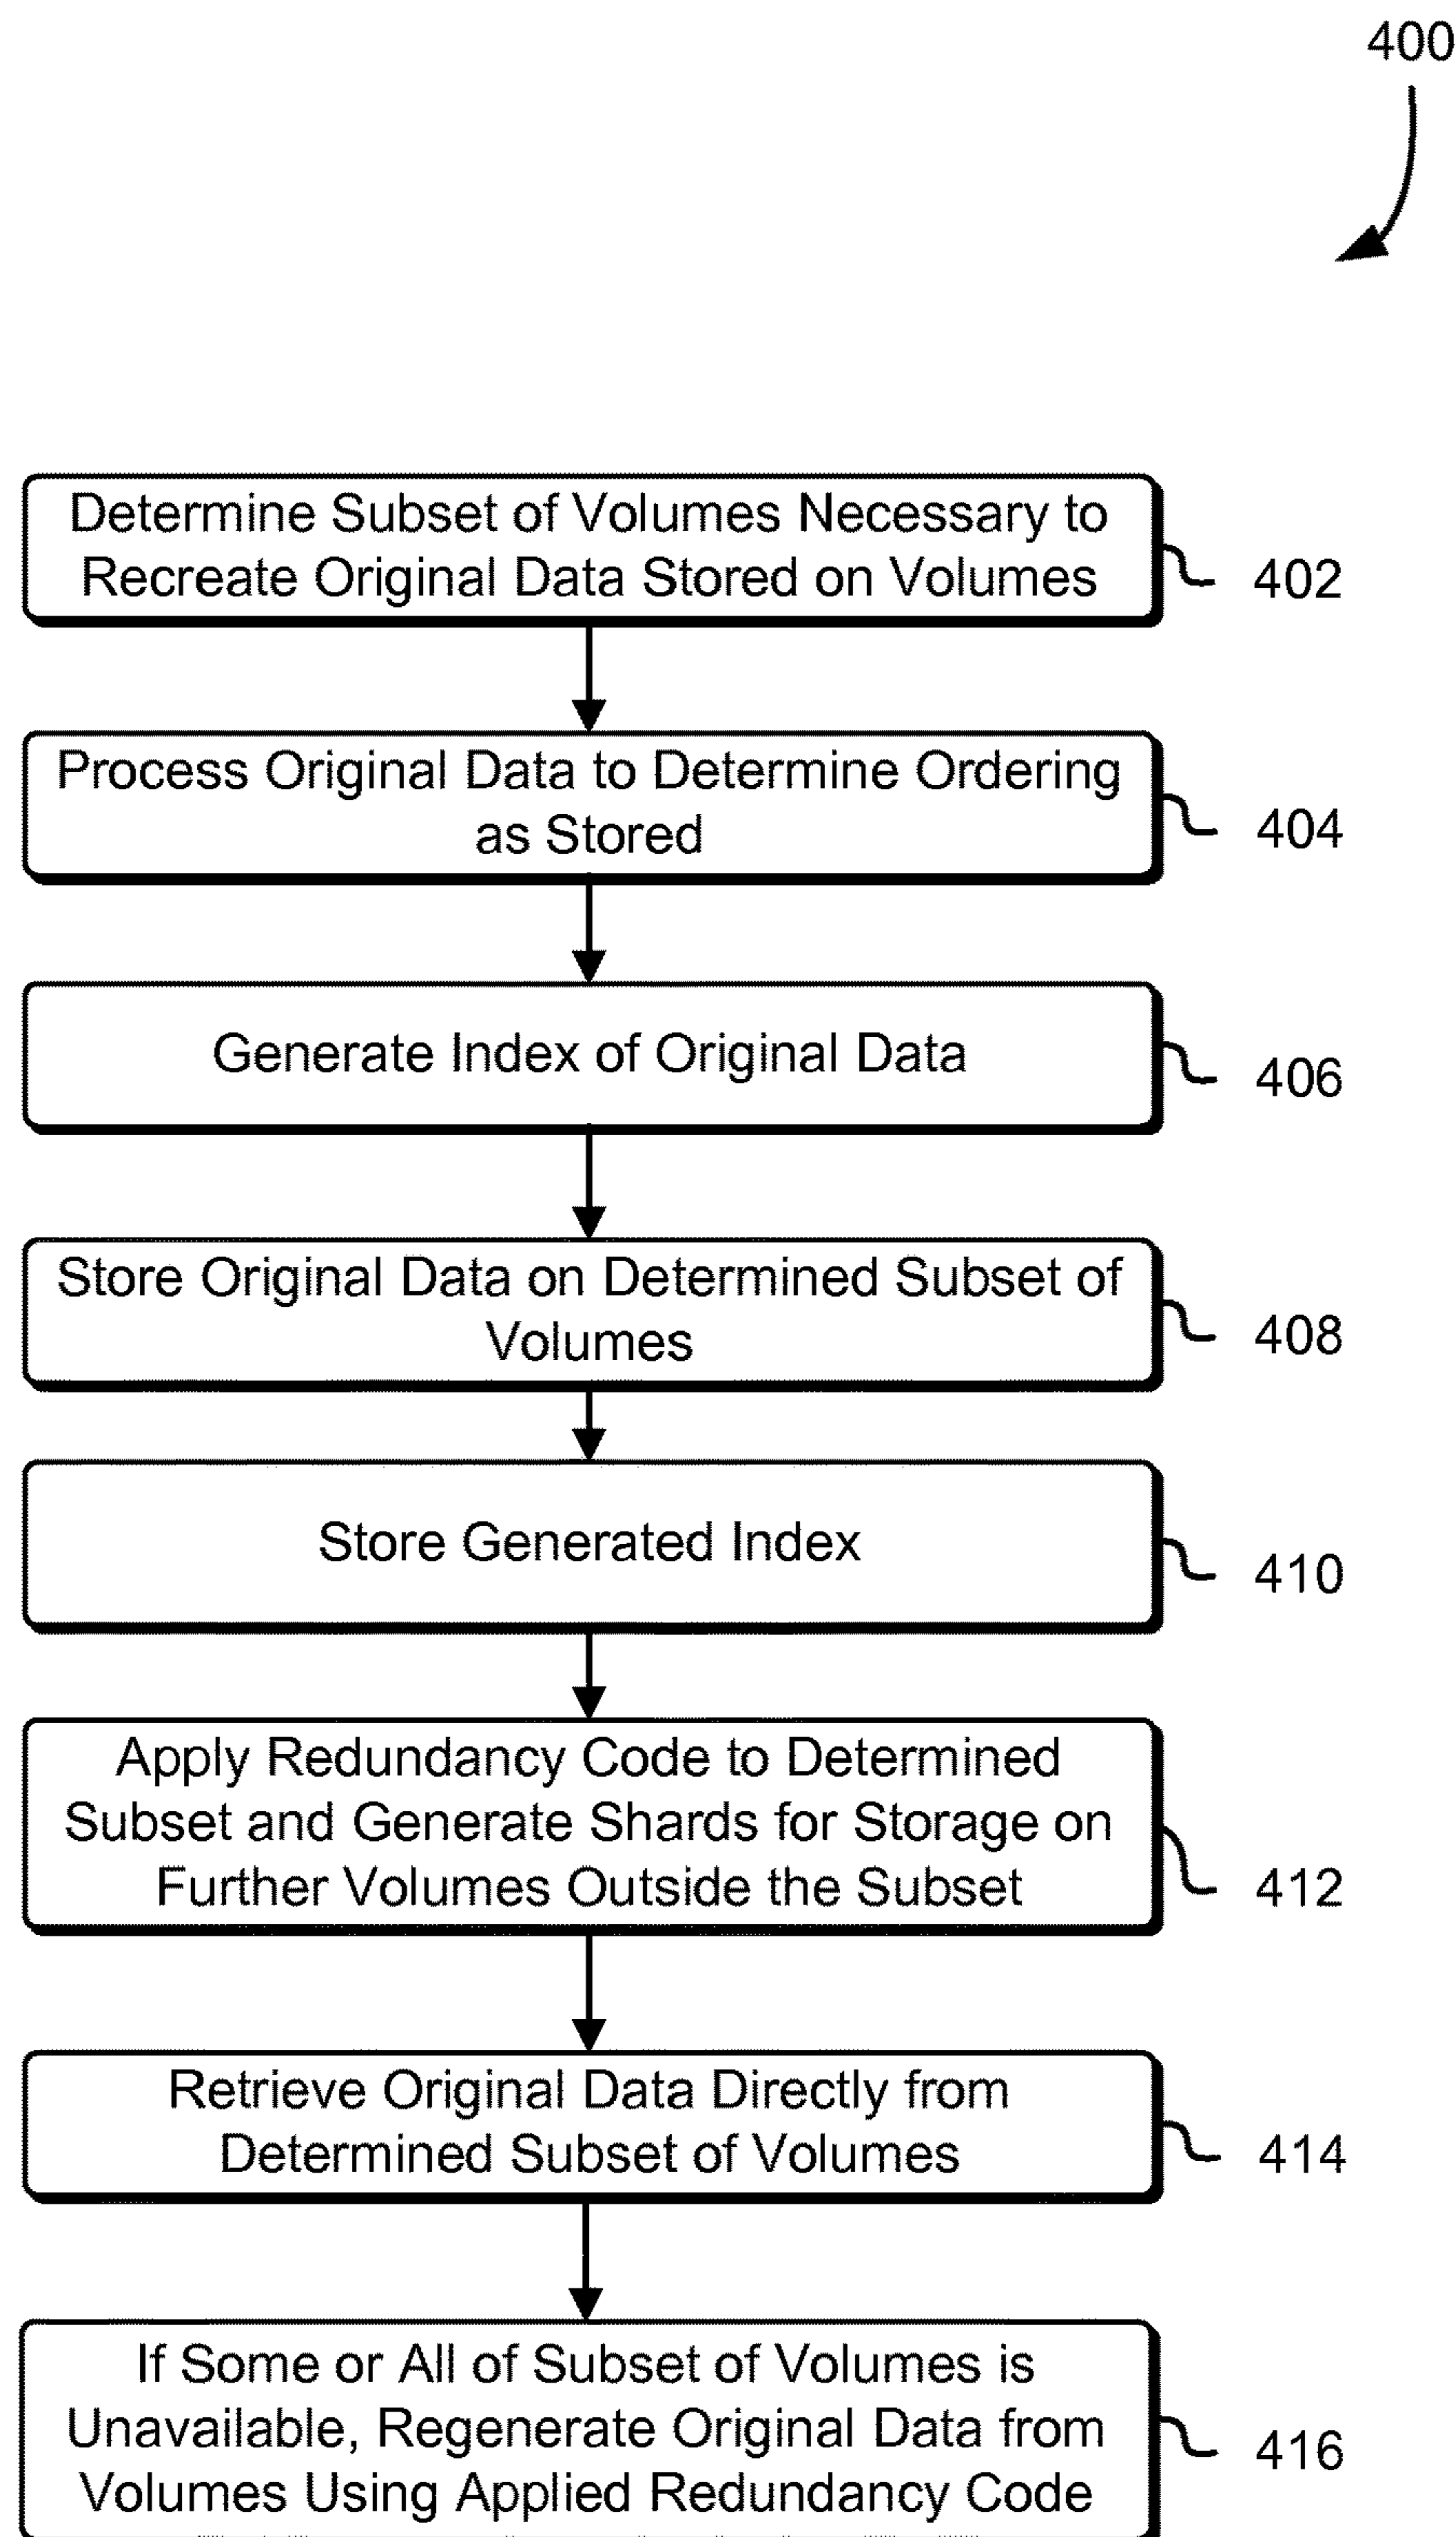 400
Determine Subset of Volumes Necessary to
Recreate Original Data Stored on Volumes
402
Process Original Data to Determine Ordering
as Stored
404
Generate Index of Original Data
406
Store Original Data on Determined Subset of
Volumes
408
Store Generated Index
410
Apply Redundancy Code to Determined
Subset and Generate Shards for Storage on
Further Volumes Outside the Subset
412
Retrieve Original Data Directly from
Determined Subset of Volumes
414
If Some or All of Subset of Volumes is
Unavailable, Regenerate Original Data from
Volumes Using Applied Redundancy Code
416